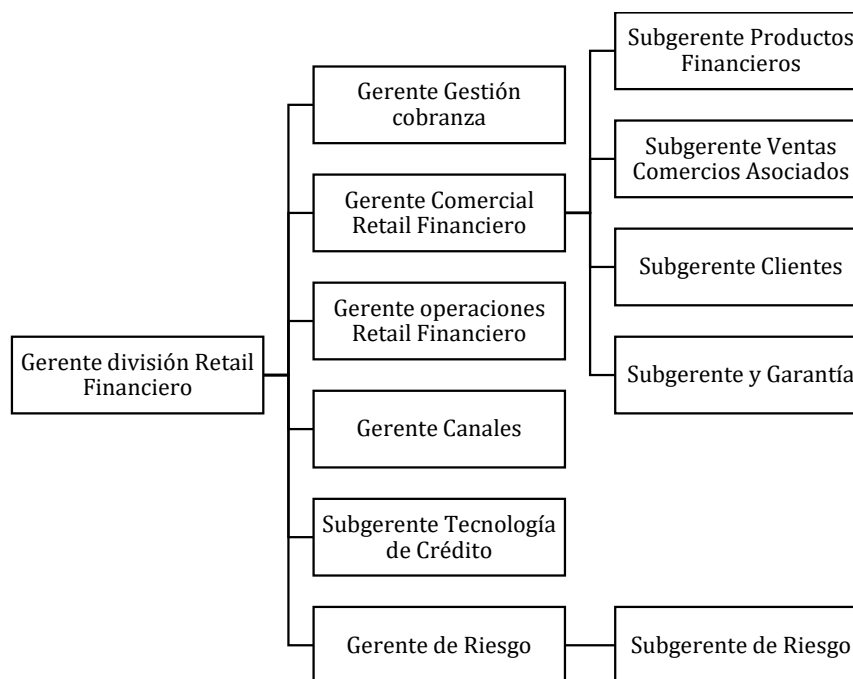 Gerente división Retail
Financiero
Gerente Gestión
cobranza
Gerente Comercial
Retail Financiero
Gerente operaciones
Retail Financiero
Gerente Canales
Subgerente Tecnología
de Crédito
Gerente de Riesgo
Subgerente Productos
Financieros
Subgerente Ventas
Comercios Asociados
Subgerente Clientes
Subgerente y Garantía
Subgerente de Riesgo